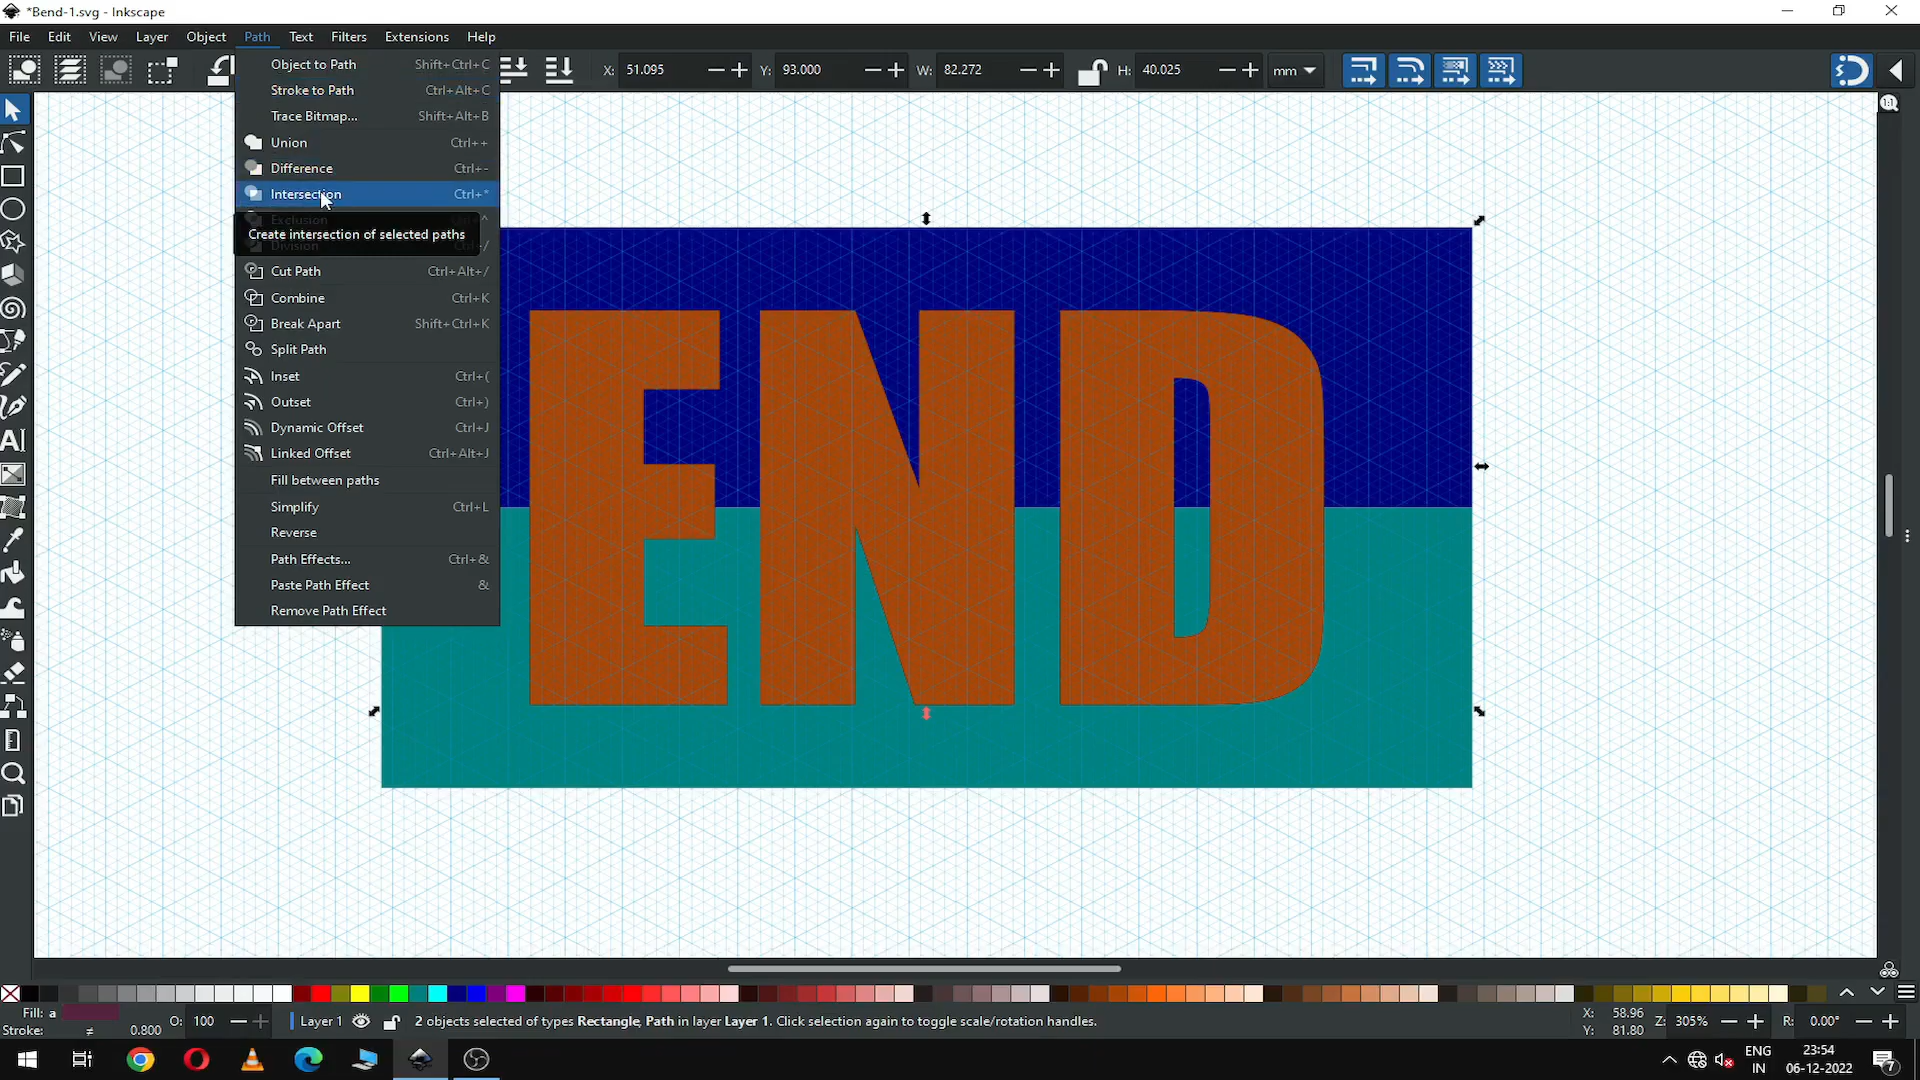 *Bend-1.svg - Inkscape
File Edit View Layer Object Path Text Filters Extensions Help
X: 51.095 Y: 93.000 W: 82.272 H: 40.025 mm
Object to Path Shift+Ctrl+C
Stroke to Path Ctrl+Alt+C
Trace Bitmap... Shift+Alt+B
Union Ctrl++
Difference Ctrl+-
Intersection Ctrl+*
Exclusion
Create intersection of selected paths
Division
Cut Path Ctrl+Alt+/
Combine Ctrl+K
Break Apart Shift+Ctrl+K
Split Path
Inset Ctrl+(
Outset Ctrl+)
Dynamic Offset Ctrl+J
Linked Offset Ctrl+Alt+J
Fill between paths
Simplify Ctrl+L
Reverse
Path Effects... Ctrl+&
Paste Path Effect &
Remove Path Effect
END
1:1
Fill: a
Stroke: ≠ 0.800 O: 100 Layer 1 2 objects selected of types Rectangle, Path in layer Layer 1. Click selection again to toggle scale/rotation handles.
X: 58.96
Y: 81.80
Z: 305% R: 0.00°
ENG
IN
23:54
06-12-2022
7